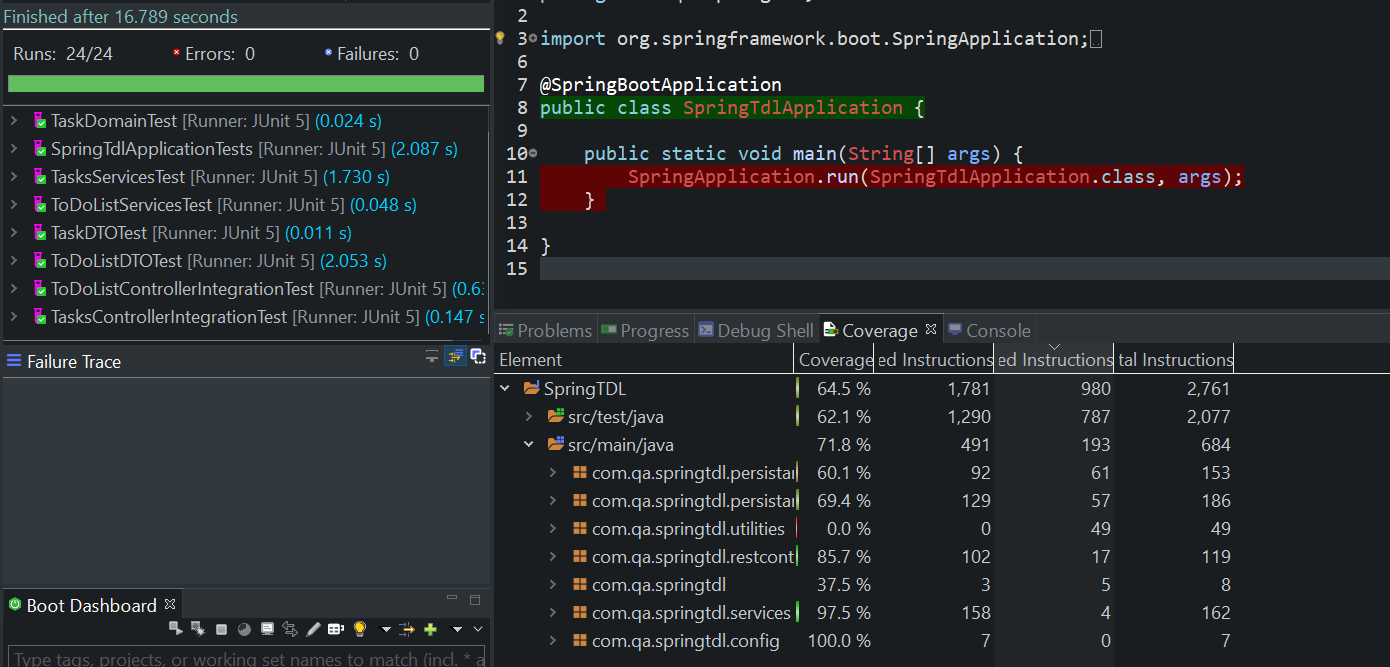 Finished after 16.789 seconds
Runs: 24/24 Errors: 0 Failures: 0
TaskDomainTest [Runner: JUnit 5] (0.024 s)
SpringTdlApplicationTests [Runner: JUnit 5] (2.087 s)
TasksServicesTest [Runner: JUnit 5] (1.730 s)
ToDoListServicesTest [Runner: JUnit 5] (0.048 s)
TaskDTOTest [Runner: JUnit 5] (0.011 s)
ToDoListDTOTest [Runner: JUnit 5] (2.053 s)
ToDoListControllerIntegrationTest [Runner: JUnit 5] (0.63
TasksControllerIntegrationTest [Runner: JUnit 5] (0.147 s
Failure Trace
Boot Dashboard
Type tags, projects, or working set names to match (incl. * a
2
3 import org.springframework.boot.SpringApplication;
6
7 @SpringBootApplication
8 public class SpringTdlApplication {
9
10 public static void main(String[] args) {
11 SpringApplication.run(SpringTdlApplication.class, args);
12 }
13
14 }
15
Problems Progress Debug Shell Coverage Console
Element Coverage ed Instructions ed Instructions tal Instructions
SpringTDL 64.5 % 1,781 980 2,761
src/test/java 62.1 % 1,290 787 2,077
src/main/java 71.8 % 491 193 684
com.qa.springtdl.persistan 60.1 % 92 61 153
com.qa.springtdl.persistan 69.4 % 129 57 186
com.qa.springtdl.utilities 0.0 % 0 49 49
com.qa.springtdl.restcont 85.7 % 102 17 119
com.qa.springtdl 37.5 % 3 5 8
com.qa.springtdl.services 97.5 % 158 4 162
com.qa.springtdl.config 100.0 % 7 0 7